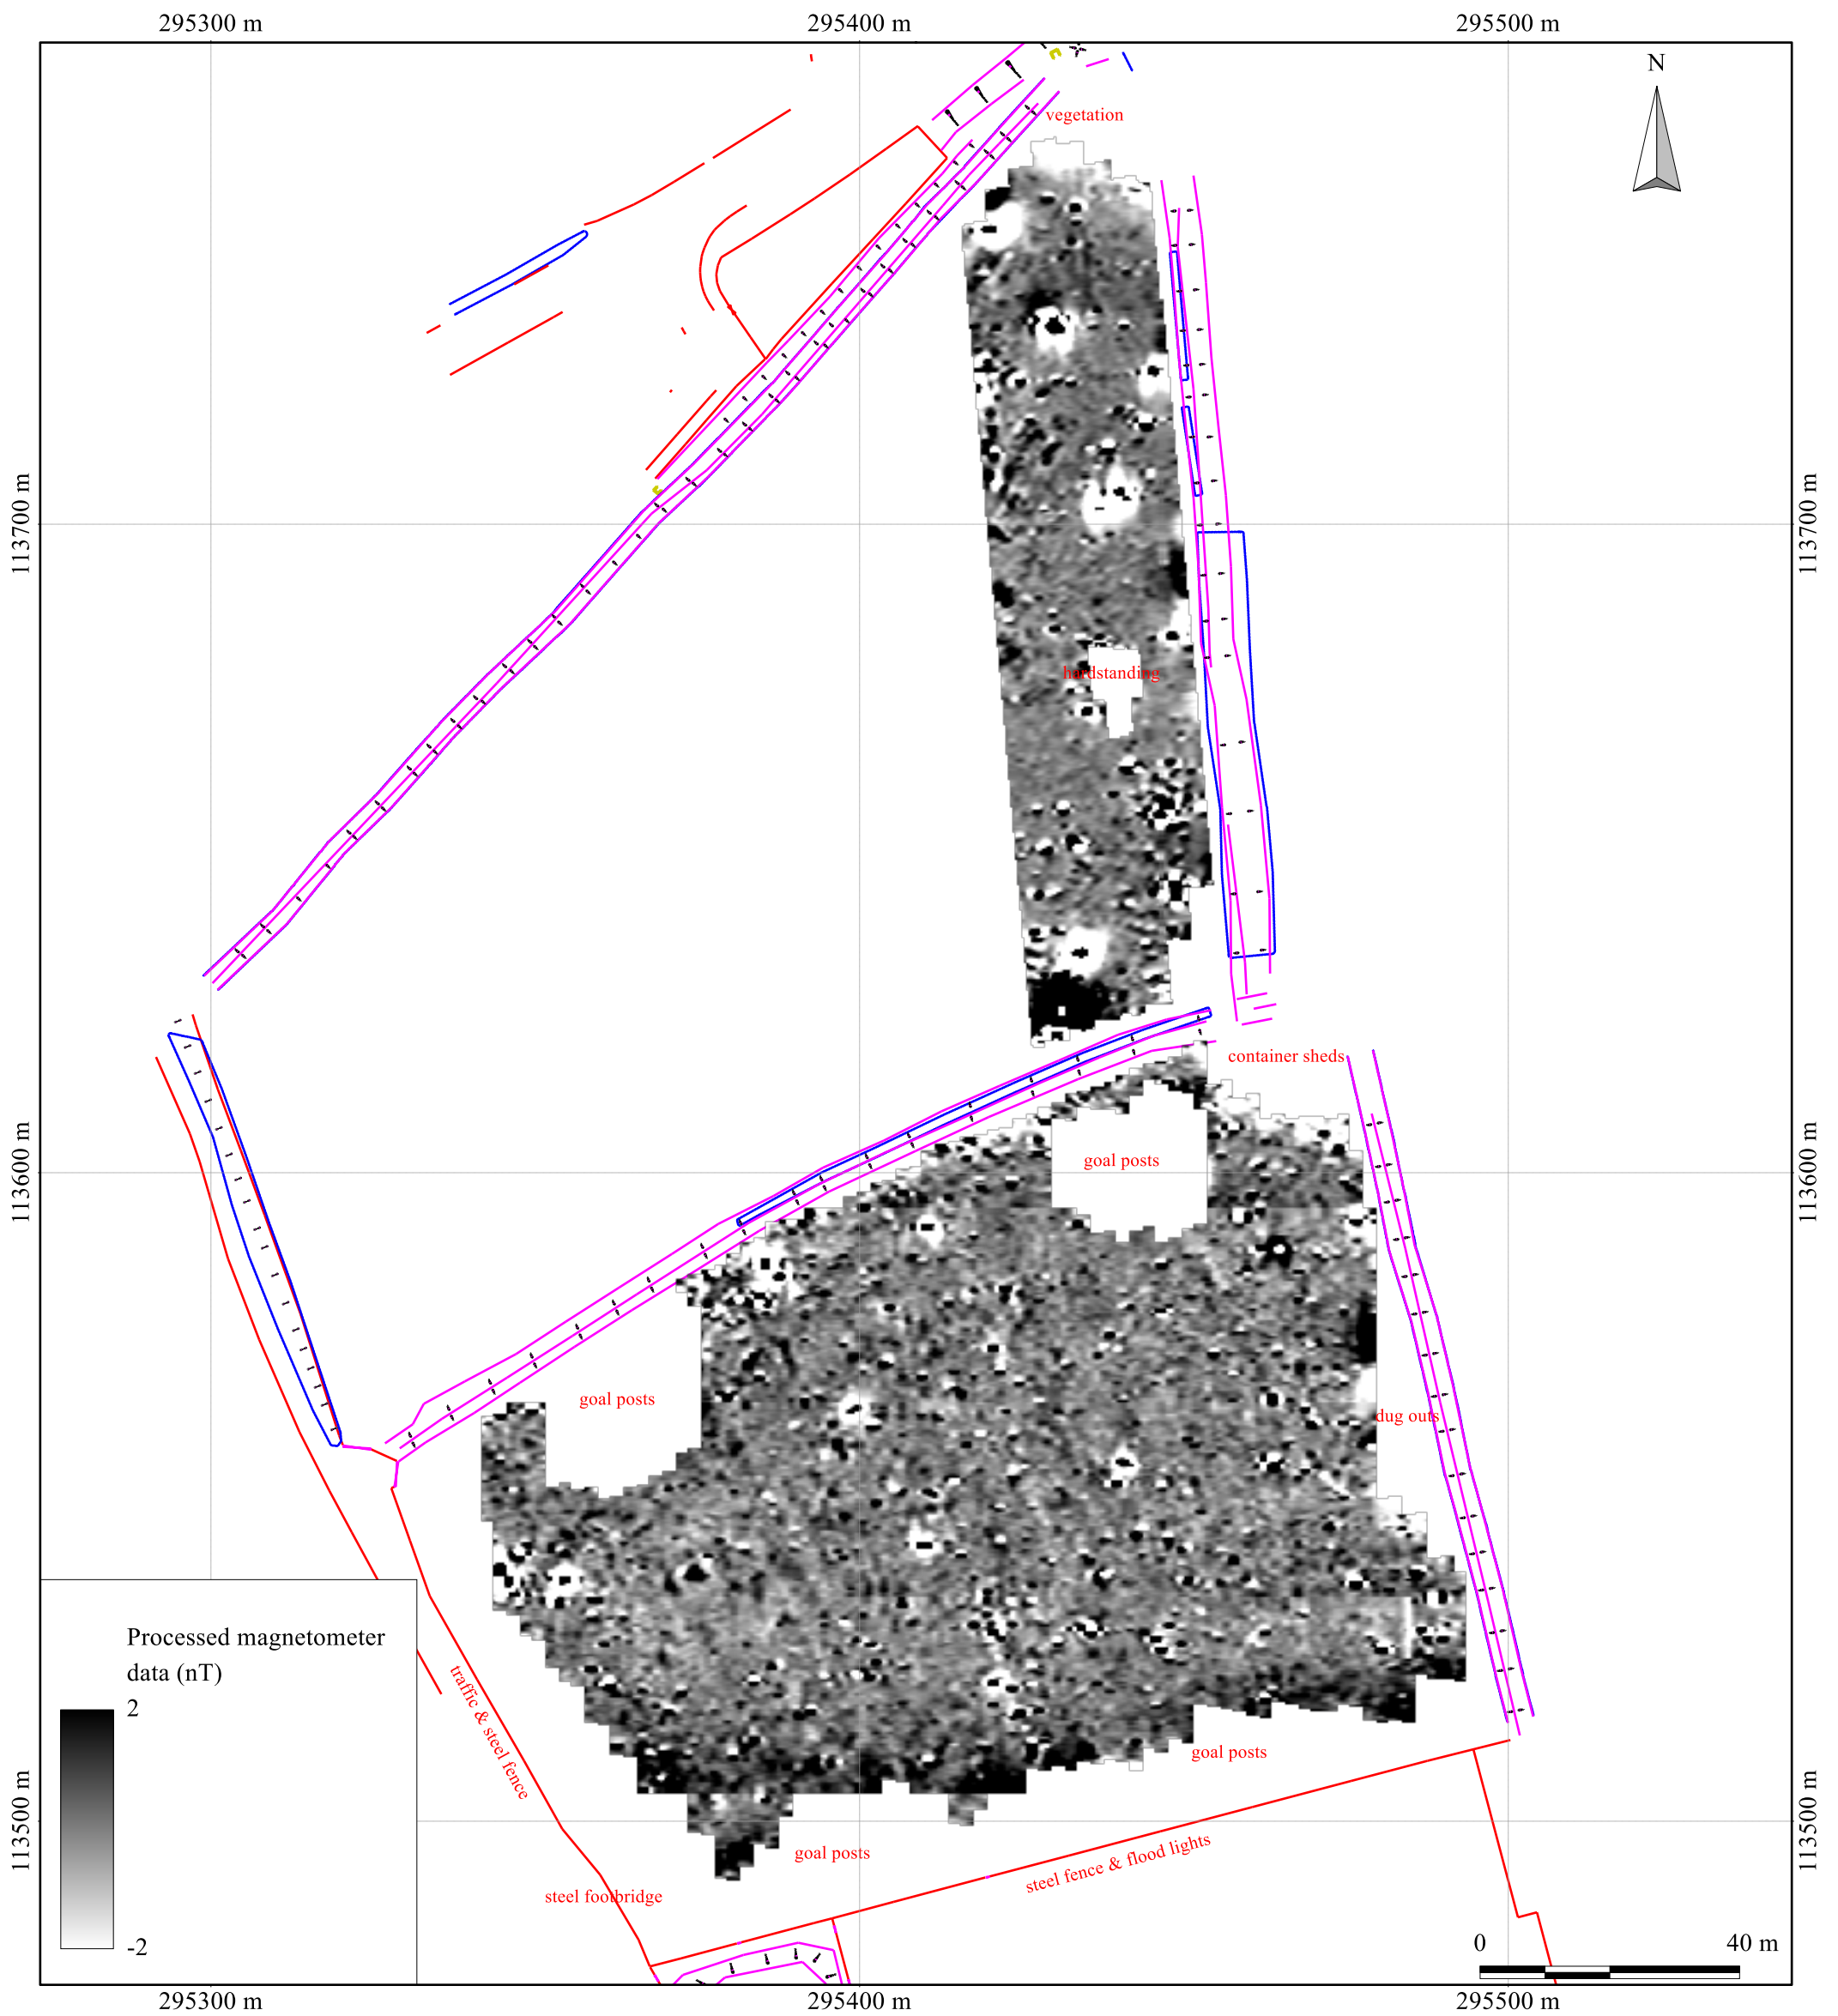 295300 m
295400 m
295500 m
N
vegetation
113700 m
113700 m
hardstanding
container sheds
113600 m
113600 m
goal posts
goal posts
dug outs
Processed magnetometer
data (nT)
2
-2
traffic & steel fence
goal posts
113500 m
113500 m
goal posts
steel fence & flood lights
steel footbridge
0
40 m
295300 m
295400 m
295500 m